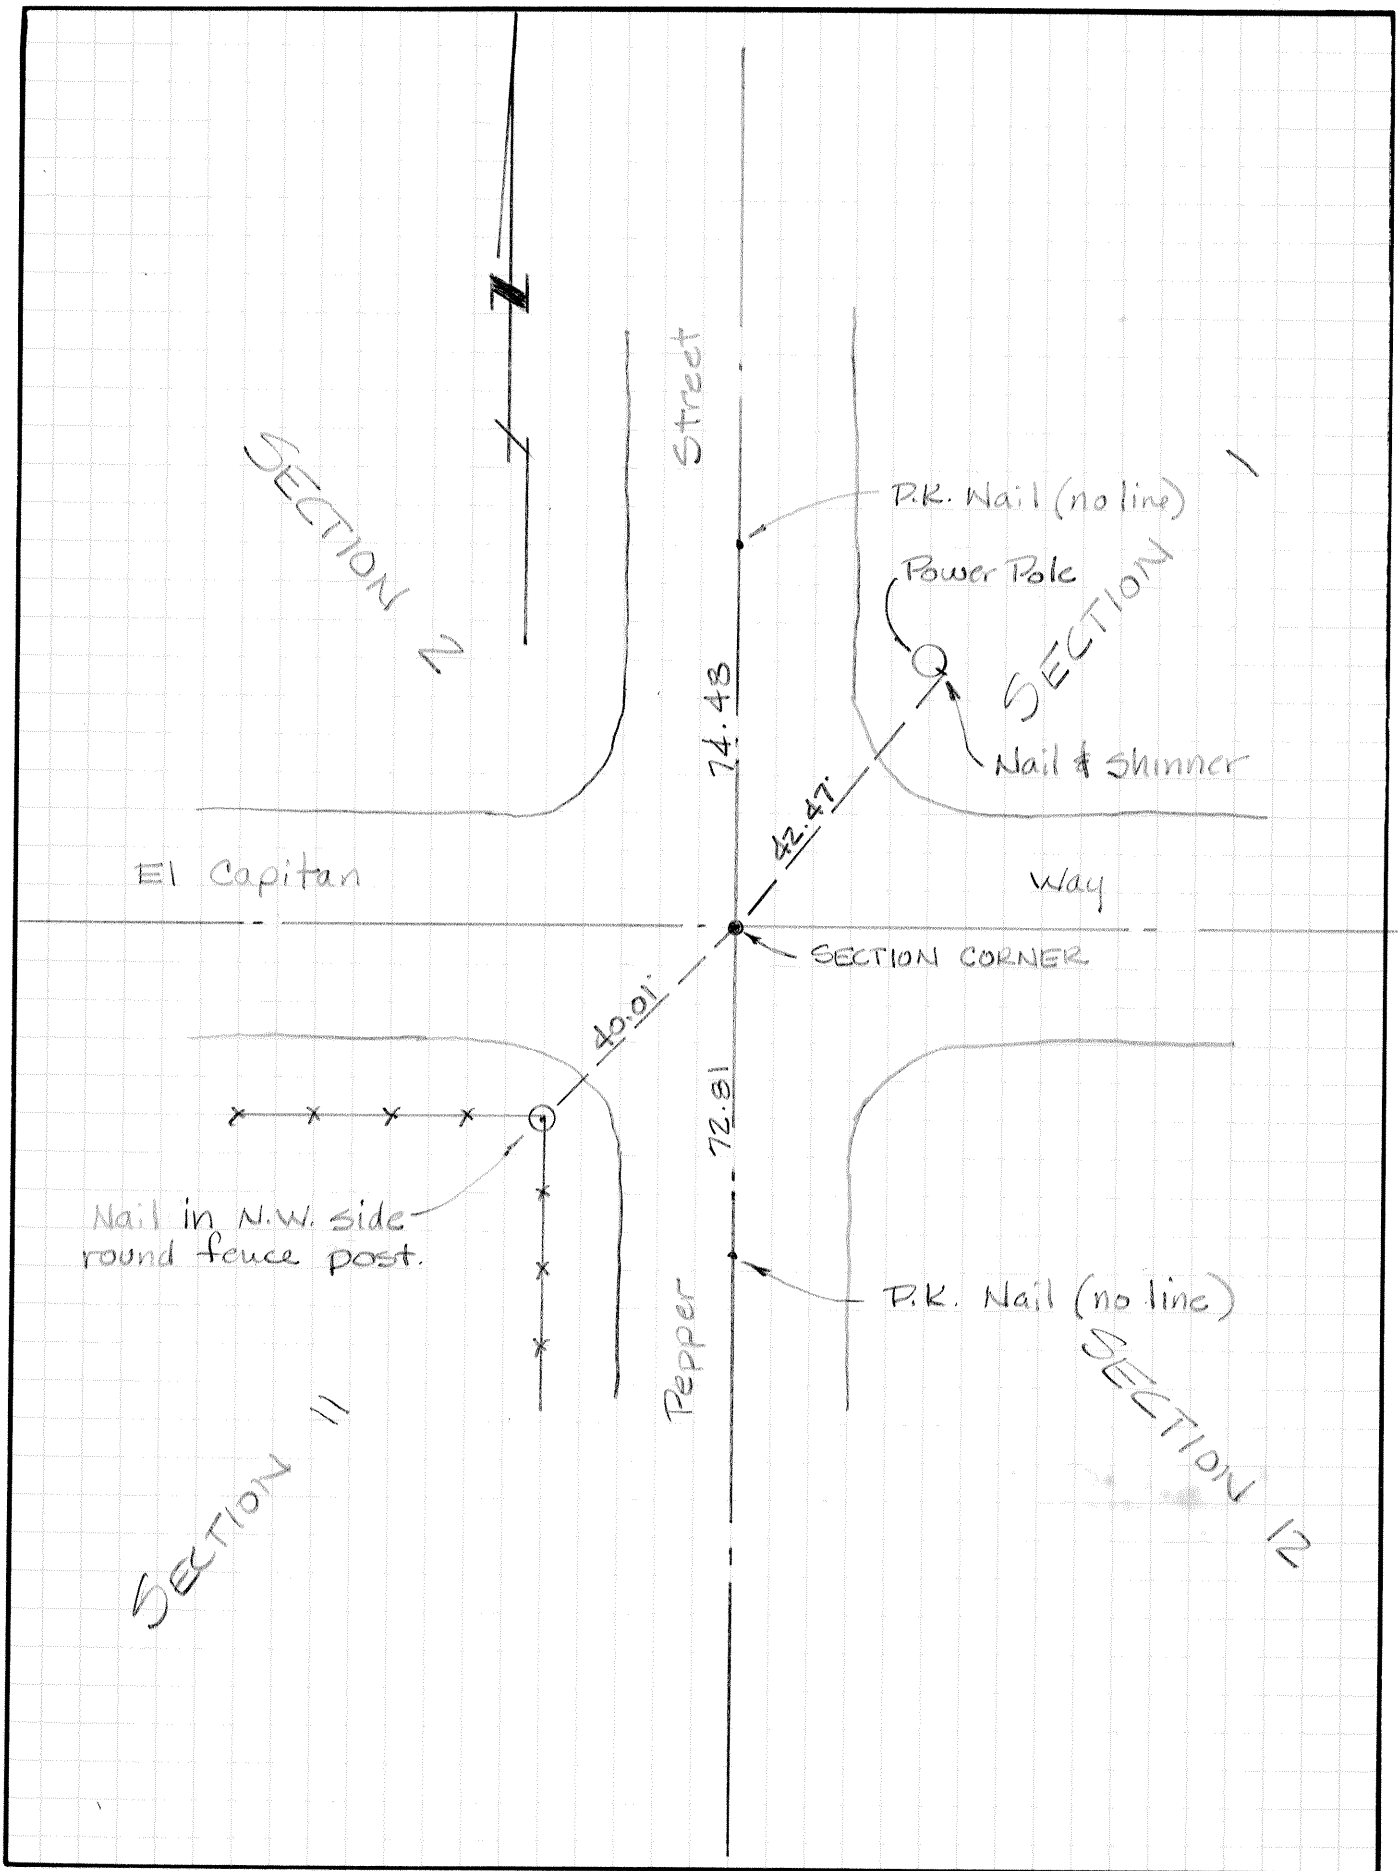 N
Street
SECTION 2
SECTION 1
P.K. Nail (no line)
Power Pole
Nail & Shinner
74.43
42.47'
El Capitan
Way
SECTION CORNER
40.01'
72.81
Nail in N.W. side
round fence post.
P.K. Nail (no line)
Pepper
SECTION 11
SECTION 12